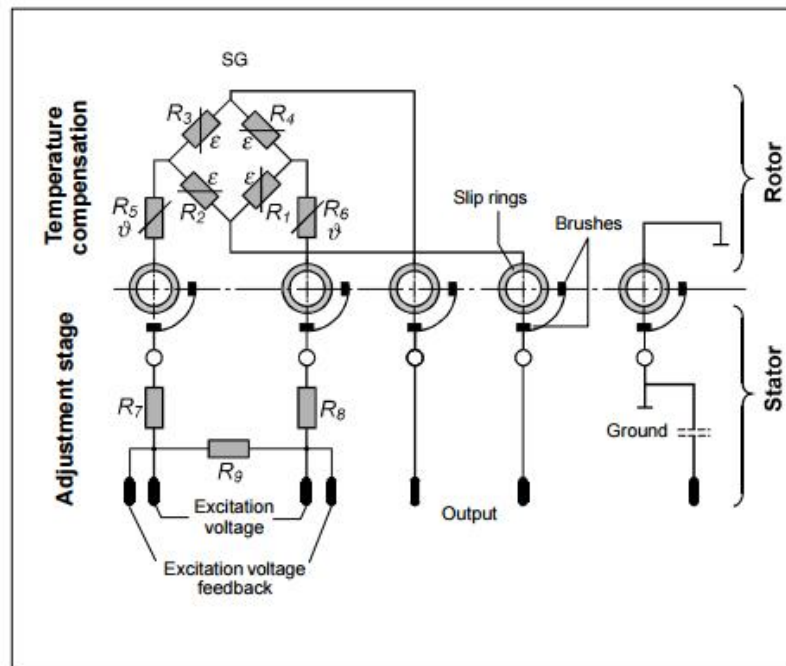 SG
Temperature
compensation
R3
R4
ε
ε
ε
ε
R5
ϑ
R2
R1
R6
ϑ
Slip rings
Brushes
Rotor
Adjustment stage
R7
R8
R9
Ground
Stator
Excitation
voltage
Output
Excitation voltage
feedback